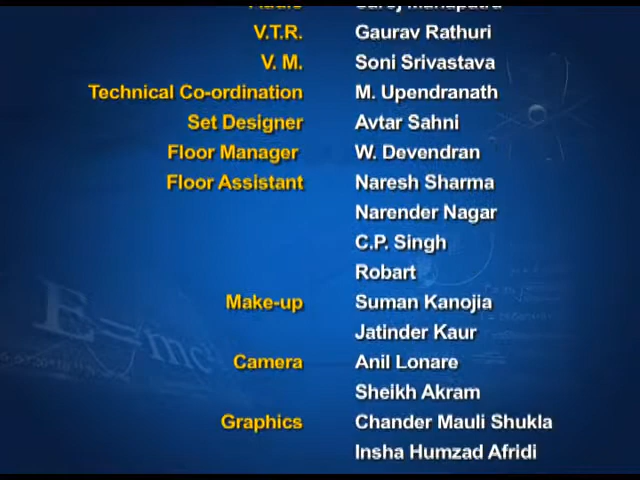 V.T.R. Gaurav Rathuri
V. M. Soni Srivastava
Technical Co-ordination M. Upendranath
Set Designer Avtar Sahni
Floor Manager W. Devendran
Floor Assistant Naresh Sharma
Narender Nagar
C.P. Singh
Robart
Make-up Suman Kanojia
Jatinder Kaur
Camera Anil Lonare
Sheikh Akram
Graphics Chander Mauli Shukla
Insha Humzad Afridi
E=mc²